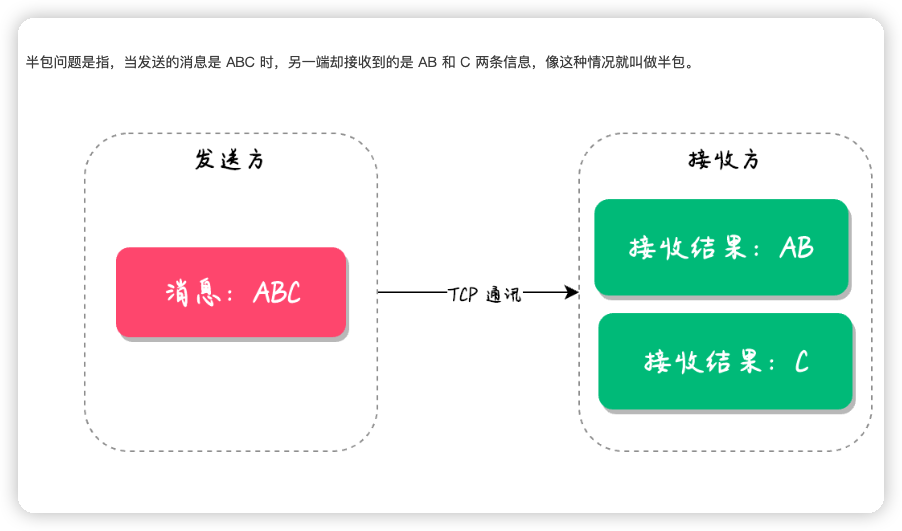 半包问题是指，当发送的消息是 ABC 时，另一端却接收到的是 AB 和 C 两条信息，像这种情况就叫做半包。
发送方
消息：ABC
TCP 通讯
接收方
接收结果：AB
接收结果：C